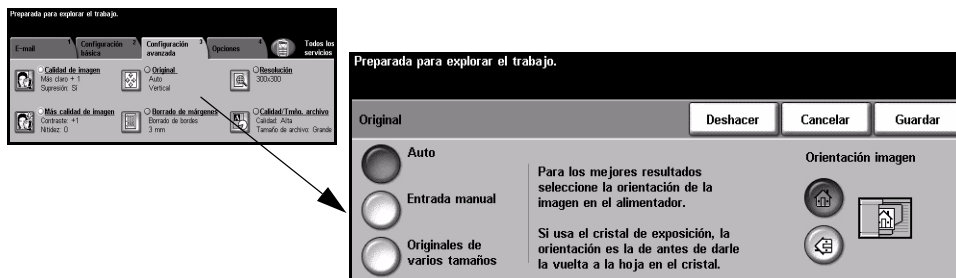 Preparada para explorar el trabajo.
E-mail
1
Configuración básica
2
Configuración avanzada
3
Opciones
4
Todos los servicios
Calidad de imagen
Más claro + 1
Supresión: Sí
Original
Auto
Vertical
Resolución
300x300
Más calidad de imagen
Contraste: +1
Nitidez: 0
Borrado de márgenes
Borrado de bordes
3 mm
Calidad/Tmño. archivo
Calidad: Alta
Tamaño de archivo: Grande
Preparada para explorar el trabajo.
Original
Deshacer
Cancelar
Guardar
Auto
Entrada manual
Originales de
varios tamaños
Para los mejores resultados
seleccione la orientación de la
imagen en el alimentador.
Si usa el cristal de exposición, la
orientación es la de antes de darle
la vuelta a la hoja en el cristal.
Orientación imagen